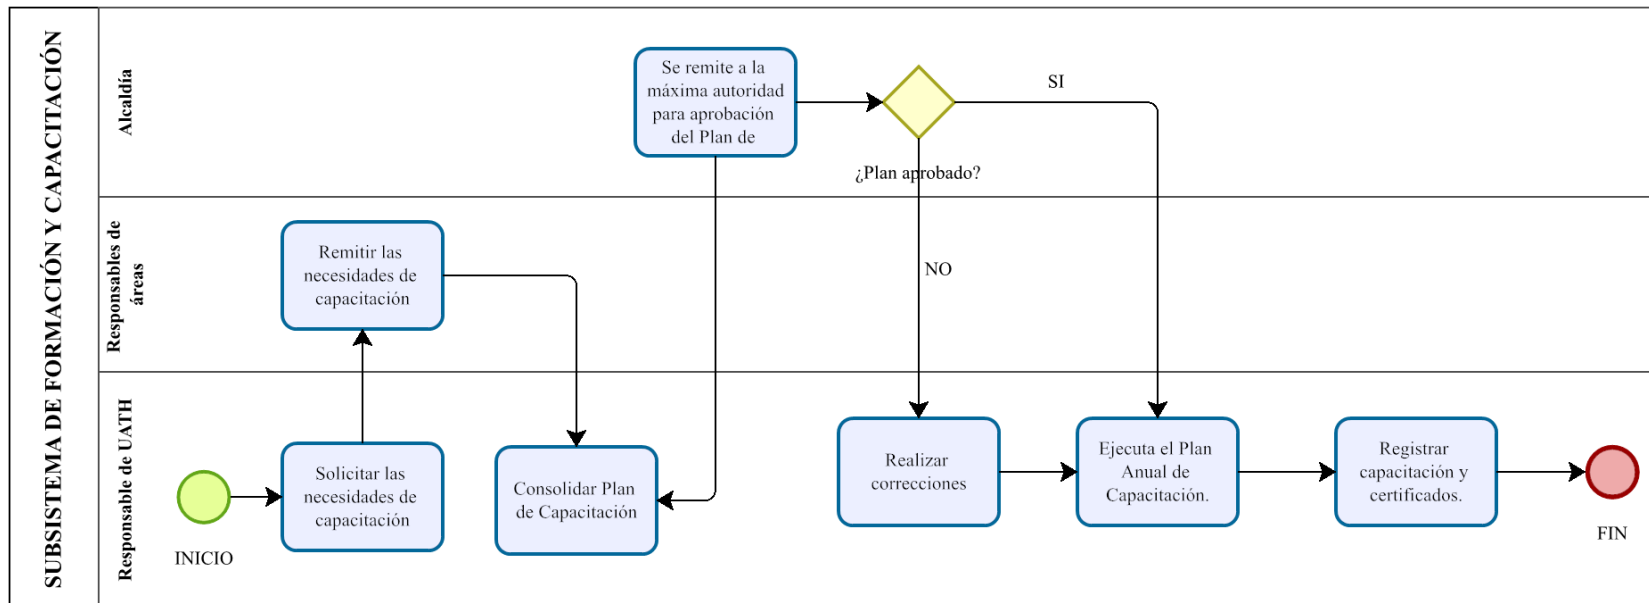 SUBSISTEMA DE FORMACIÓN Y CAPACITACIÓN
Alcaldía
Se remite a la
máxima autoridad
para aprobación
del Plan de
SI
¿Plan aprobado?
Responsables de
áreas
Remitir las
necesidades de
capacitación
NO
Responsable de UATH
INICIO
Solicitar las
necesidades de
capacitación
Consolidar Plan
de Capacitación
Realizar
correcciones
Ejecuta el Plan
Anual de
Capacitación.
Registrar
capacitación y
certificados.
FIN